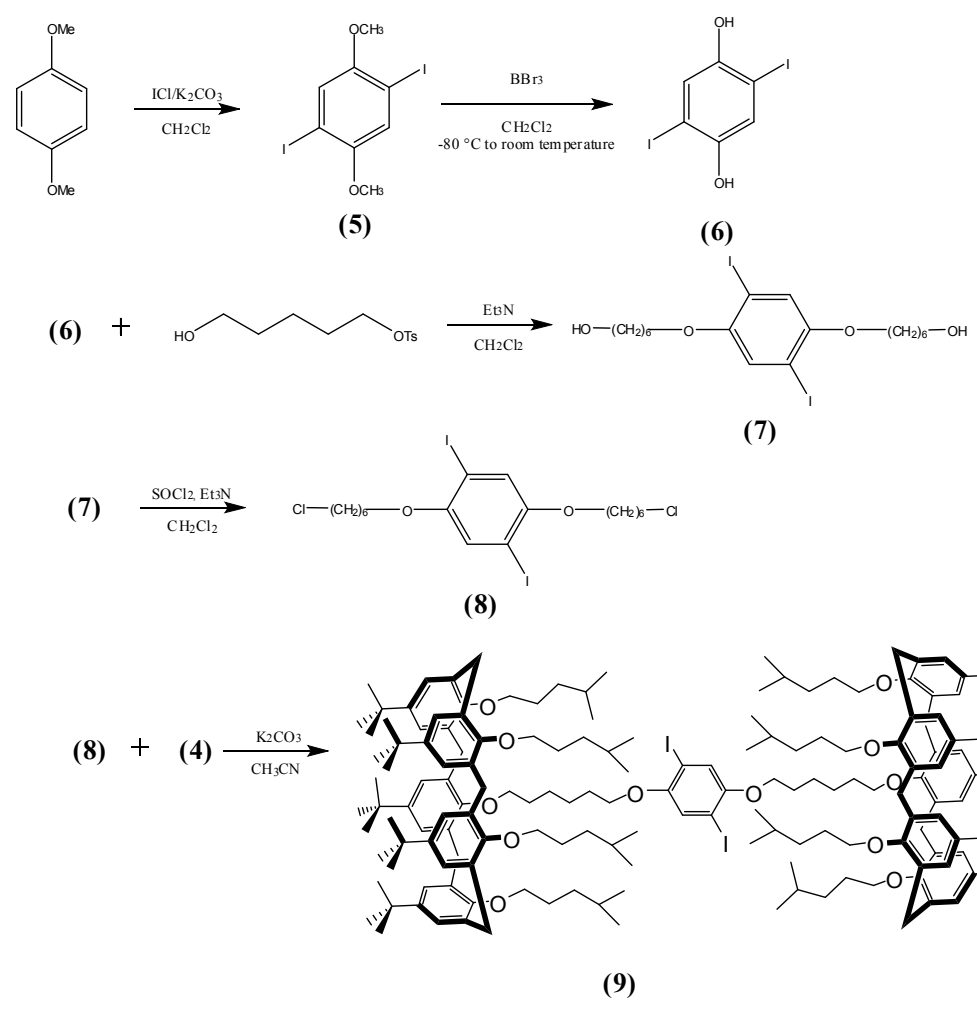 OMe
OMe
ICl/K2CO3
CH2Cl2
OCH3
I
I
OCH3
(5)
BBr3
CH2Cl2
-80 °C to room temperature
OH
I
I
OH
(6)
(6) +
HO
OTs
Et3N
CH2Cl2
I
HO (CH2)6 O O (CH2)6 OH
I
(7)
(7)
SOCl2, Et3N
CH2Cl2
I
Cl (CH2)6 O O (CH2)6 Cl
I
(8)
(8) + (4)
K2CO3
CH3CN
O
O
O
O
O
O
I
O
I
O
O
O
O
O
(9)